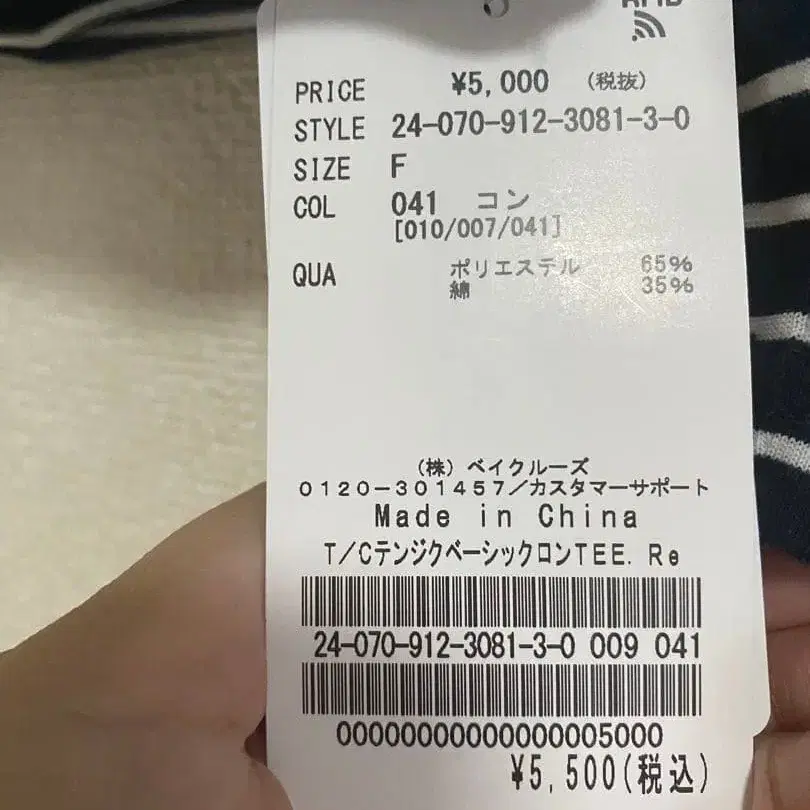 RFID
PRICE ¥5,000 (税抜)
STYLE 24-070-912-3081-3-0
SIZE F
COL 041 コン
[010/007/041]
QUA ポリエステル 65%
綿 35%
(株)ベイクルーズ
0120-301457/カスタマーサポート
Made in China
T/CテンジクベーシックロンTEE. Re
24-070-912-3081-3-0 009 041
00000000000000005000
¥5,500(税込)